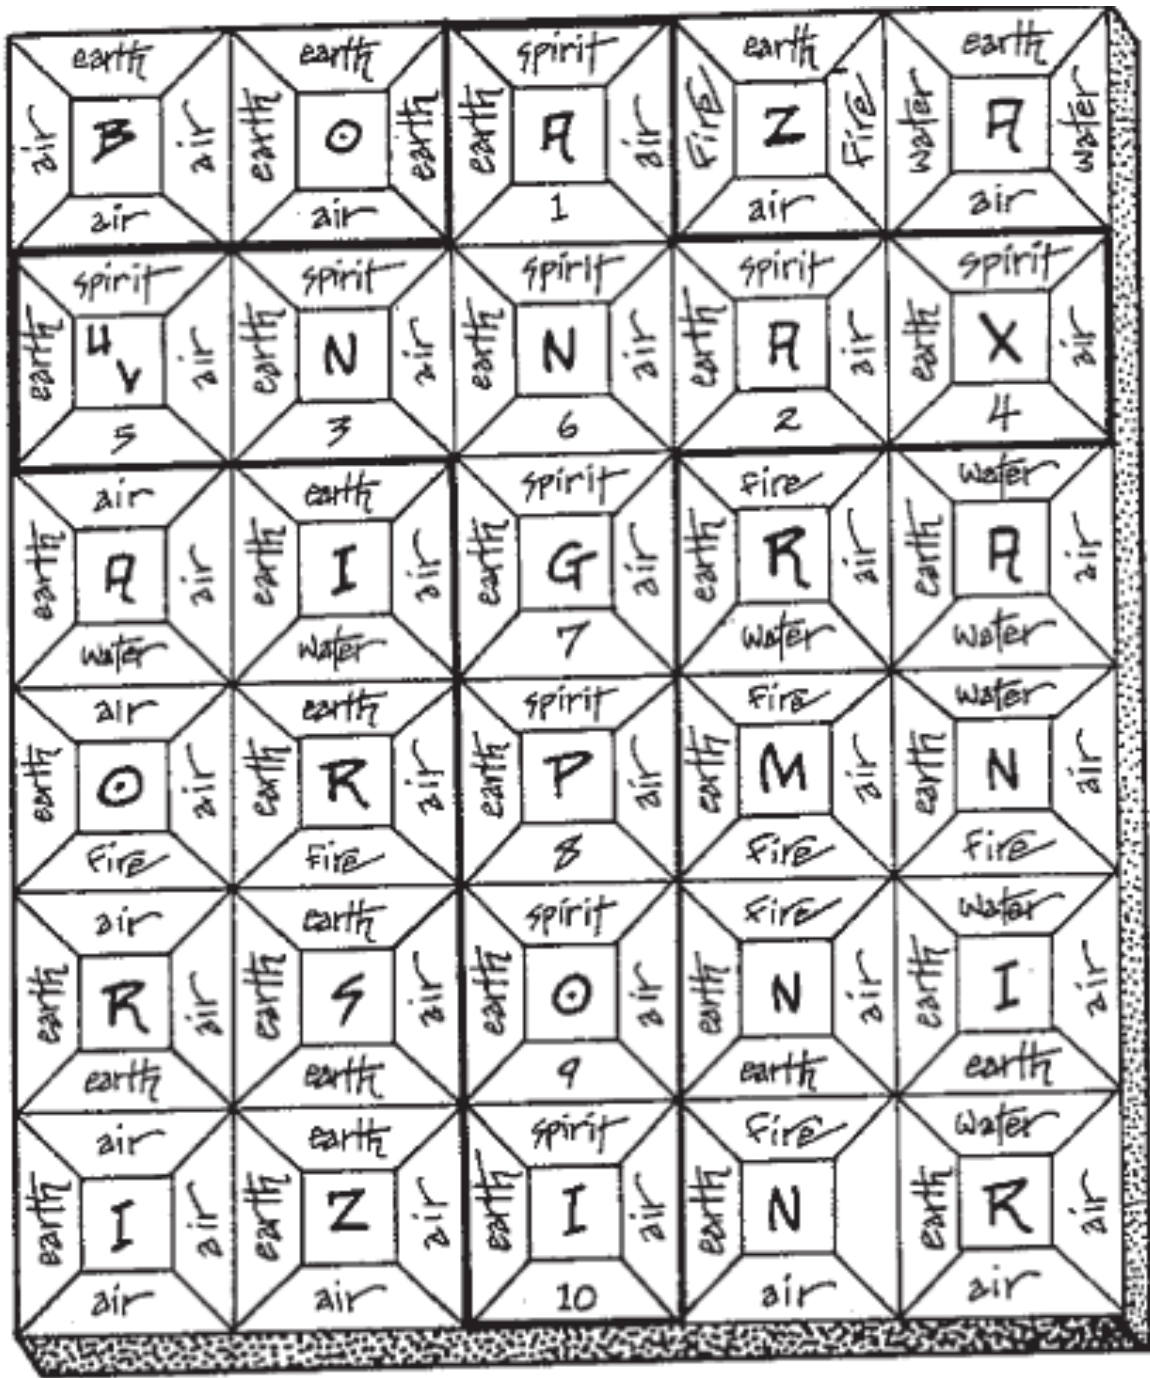 earth earth spirit earth earth
air B air earth ⊙ earth earth A air Fire Z Fire water A water
air air 1 air air
spirit spirit spirit spirit spirit
earth u v air earth N air earth N air earth A air earth X air
5 3 6 2 4
air earth spirit fire water
earth A air earth I air earth G air earth R air earth A air
water water 7 water water
air earth spirit Fire water
earth ⊙ air earth R air earth P air earth M air earth N air
Fire Fire 8 Fire Fire
air earth spirit Fire water
earth R air earth S air earth ⊙ air earth N air earth I air
earth earth 9 earth earth
air earth spirit Fire water
earth I air earth Z air earth I air earth N earth R air
air air 10 air air